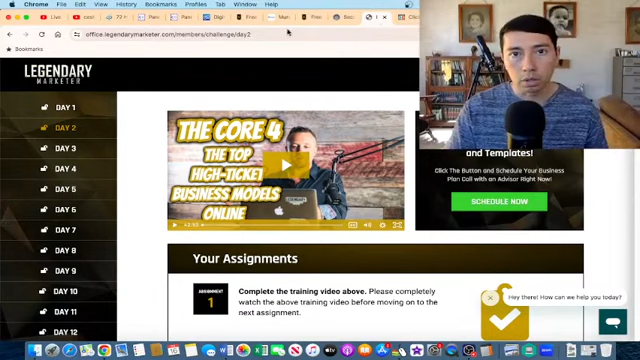 Chrome File Edit View History Bookmarks Profiles Tab Window Help
office.legendarymarketer.com/members/challenge/day2
Bookmarks
LEGENDARY
MARKETER
DAY 1
DAY 2
DAY 3
DAY 4
DAY 5
DAY 6
DAY 7
DAY 8
DAY 9
DAY 10
DAY 11
DAY 12
THE CORE 4
THE TOP
HIGH-TICKET
BUSINESS MODELS
ONLINE
and Templates!
Click The Button and Schedule Your Business
Plan Call with an Advisor Right Now!
SCHEDULE NOW
Your Assignments
ASSIGNMENT
1
Complete the training video above. Please completely
watch the above training video before moving on to the
next assignment.
Hey there! How can we help you today?